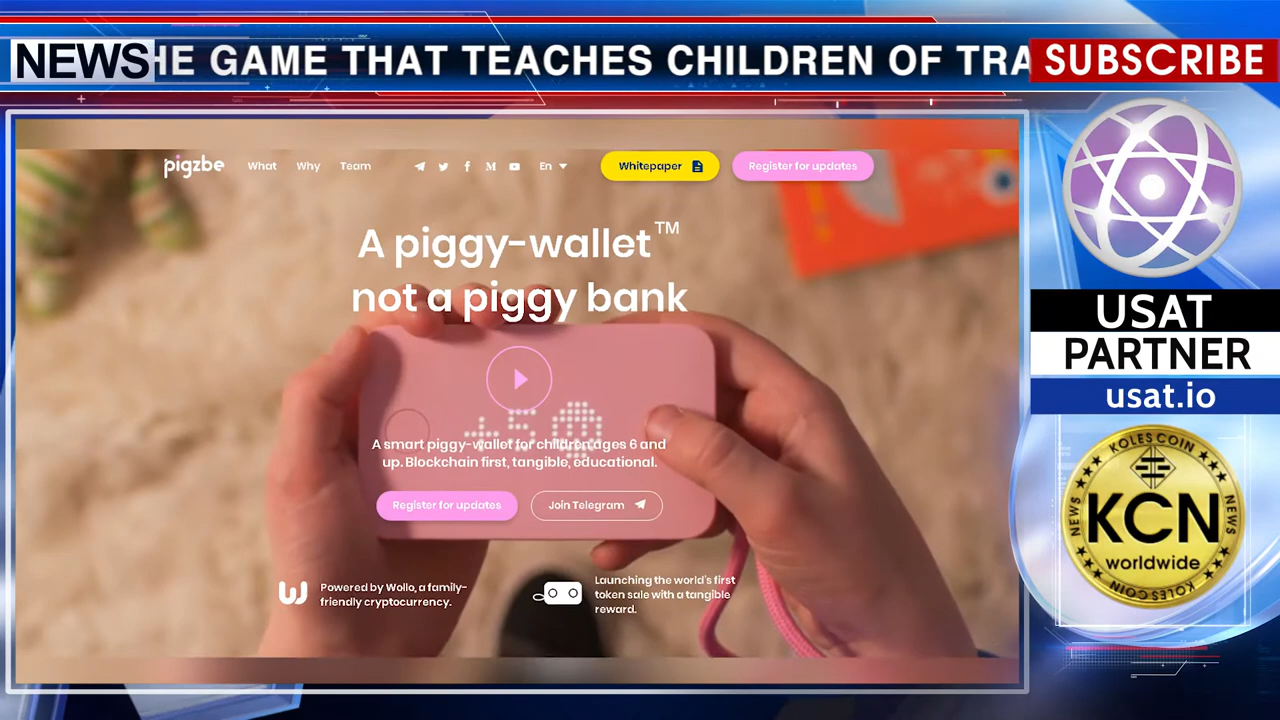 NEWS
HE GAME THAT TEACHES CHILDREN OF TRA
SUBSCRIBE
pigzbe
What
Why
Team
En
Whitepaper
Register for updates
A piggy-wallet™
not a piggy bank
+5
A smart piggy-wallet for children ages 6 and
up. Blockchain first, tangible, educational.
Register for updates
Join Telegram
Powered by Wollo, a family-
friendly cryptocurrency.
Launching the world's first
token sale with a tangible
reward.
USAT
PARTNER
usat.io
KOLES COIN
NEWS
KCN
NEWS
worldwide
KOLES COIN